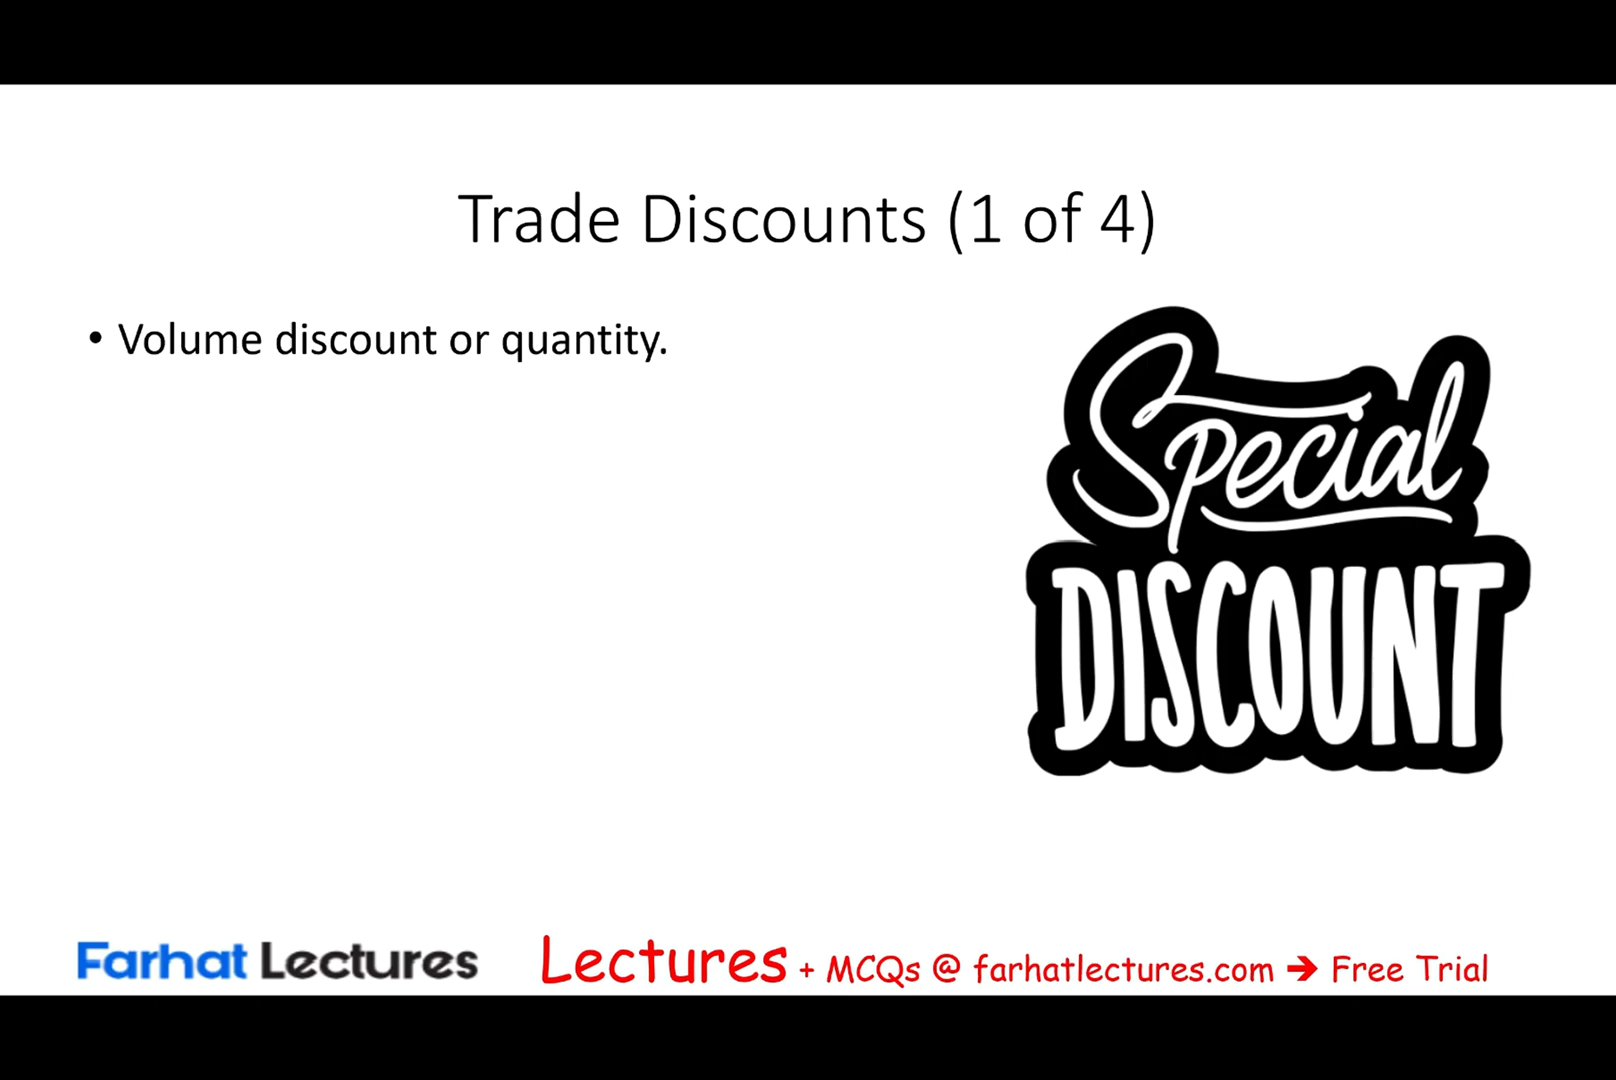 Trade Discounts (1 of 4)
• Volume discount or quantity.
Special
DISCOUNT
Farhat Lectures
Lectures + MCQs @ farhatlectures.com ➔ Free Trial